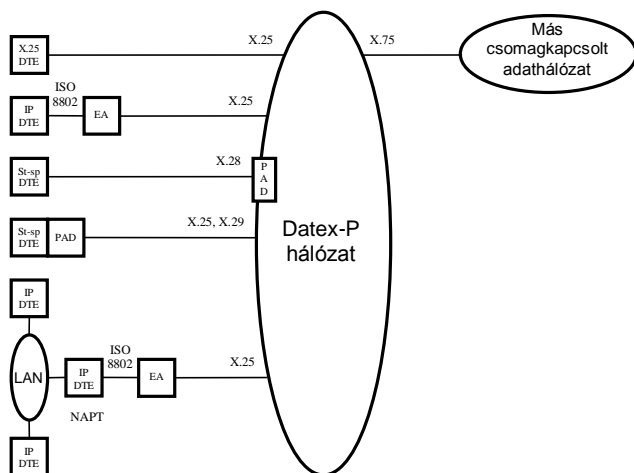 X.25
DTE
X.25
X.75
Más
csomagkapcsolt
adathálózat
ISO
8802
IP
DTE
EA
X.25
St-sp
DTE
X.28
P
A
D
St-sp
DTE
PAD
X.25, X.29
Datex-P
hálózat
IP
DTE
LAN
IP
DTE
ISO
8802
EA
X.25
NAPT
IP
DTE